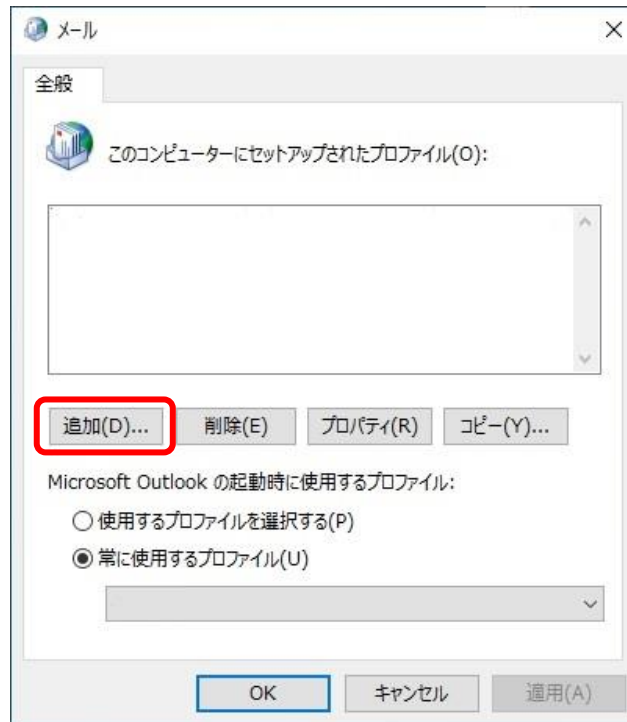 メール
全般
このコンピューターにセットアップされたプロファイル(O):
追加(D)... 削除(E) プロパティ(R) コピー(Y)...
Microsoft Outlook の起動時に使用するプロファイル:
使用するプロファイルを選択する(P)
常に使用するプロファイル(U)
OK キャンセル 適用(A)